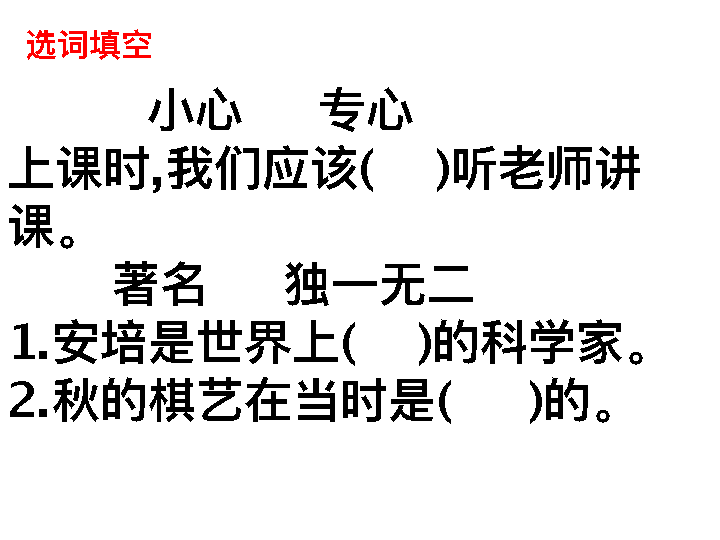 选词填空
小心 专心
上课时,我们应该( )听老师讲
课。
著名 独一无二
1.安培是世界上( )的科学家。
2.秋的棋艺在当时是( )的。